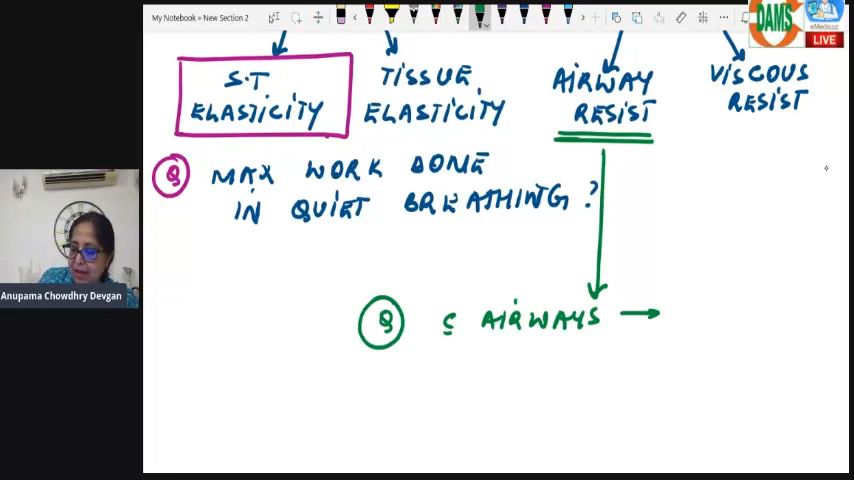 My Notebook » New Section 2
DAMS
eMedicoz
LIVE
S.T
ELASTICITY
TISSUE
ELASTICITY
AIRWAY
RESIST
VISCOUS
RESIST
Q MAX WORK DONE
IN QUIET BREATHING?
Q AIRWAYS →
Anupama Chowdhry Devgan